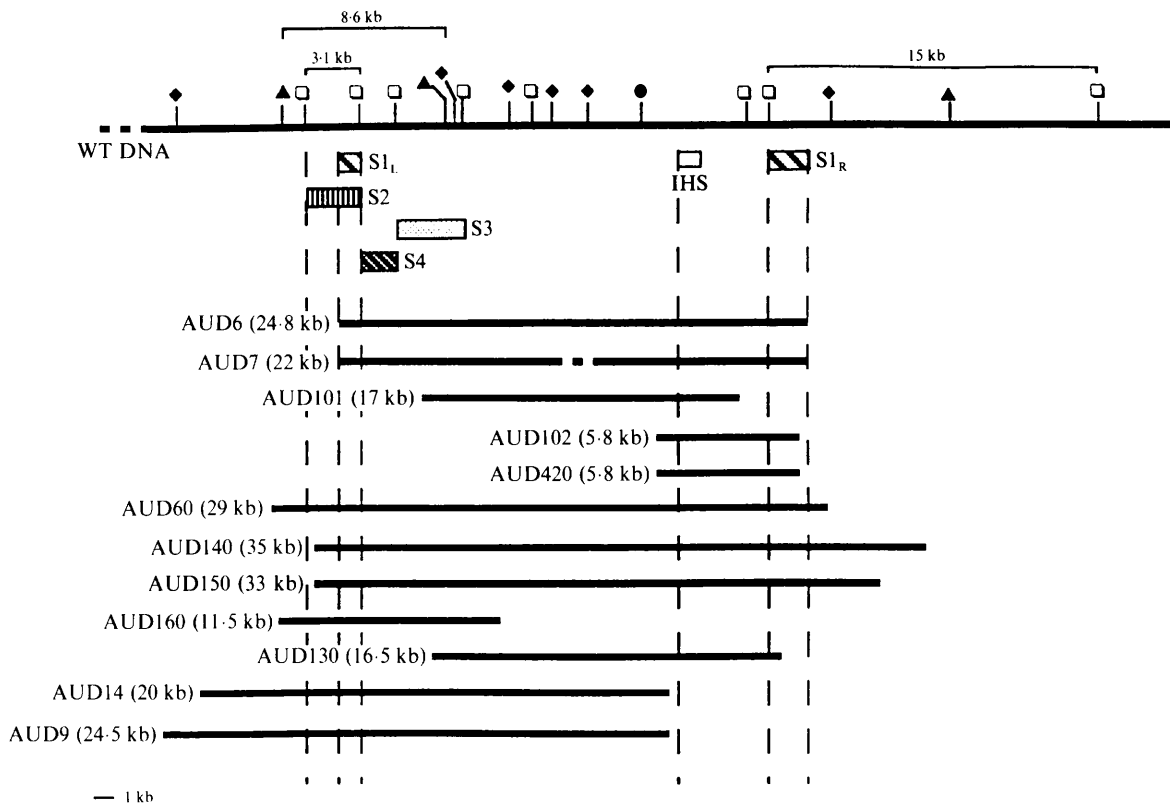 8·6 kb
3·1 kb
15 kb
WT DNA
S1L
S1R
IHS
S2
S3
S4
AUD6 (24·8 kb)
AUD7 (22 kb)
AUD101 (17 kb)
AUD102 (5·8 kb)
AUD420 (5·8 kb)
AUD60 (29 kb)
AUD140 (35 kb)
AUD150 (33 kb)
AUD160 (11·5 kb)
AUD130 (16·5 kb)
AUD14 (20 kb)
AUD9 (24·5 kb)
1 kb